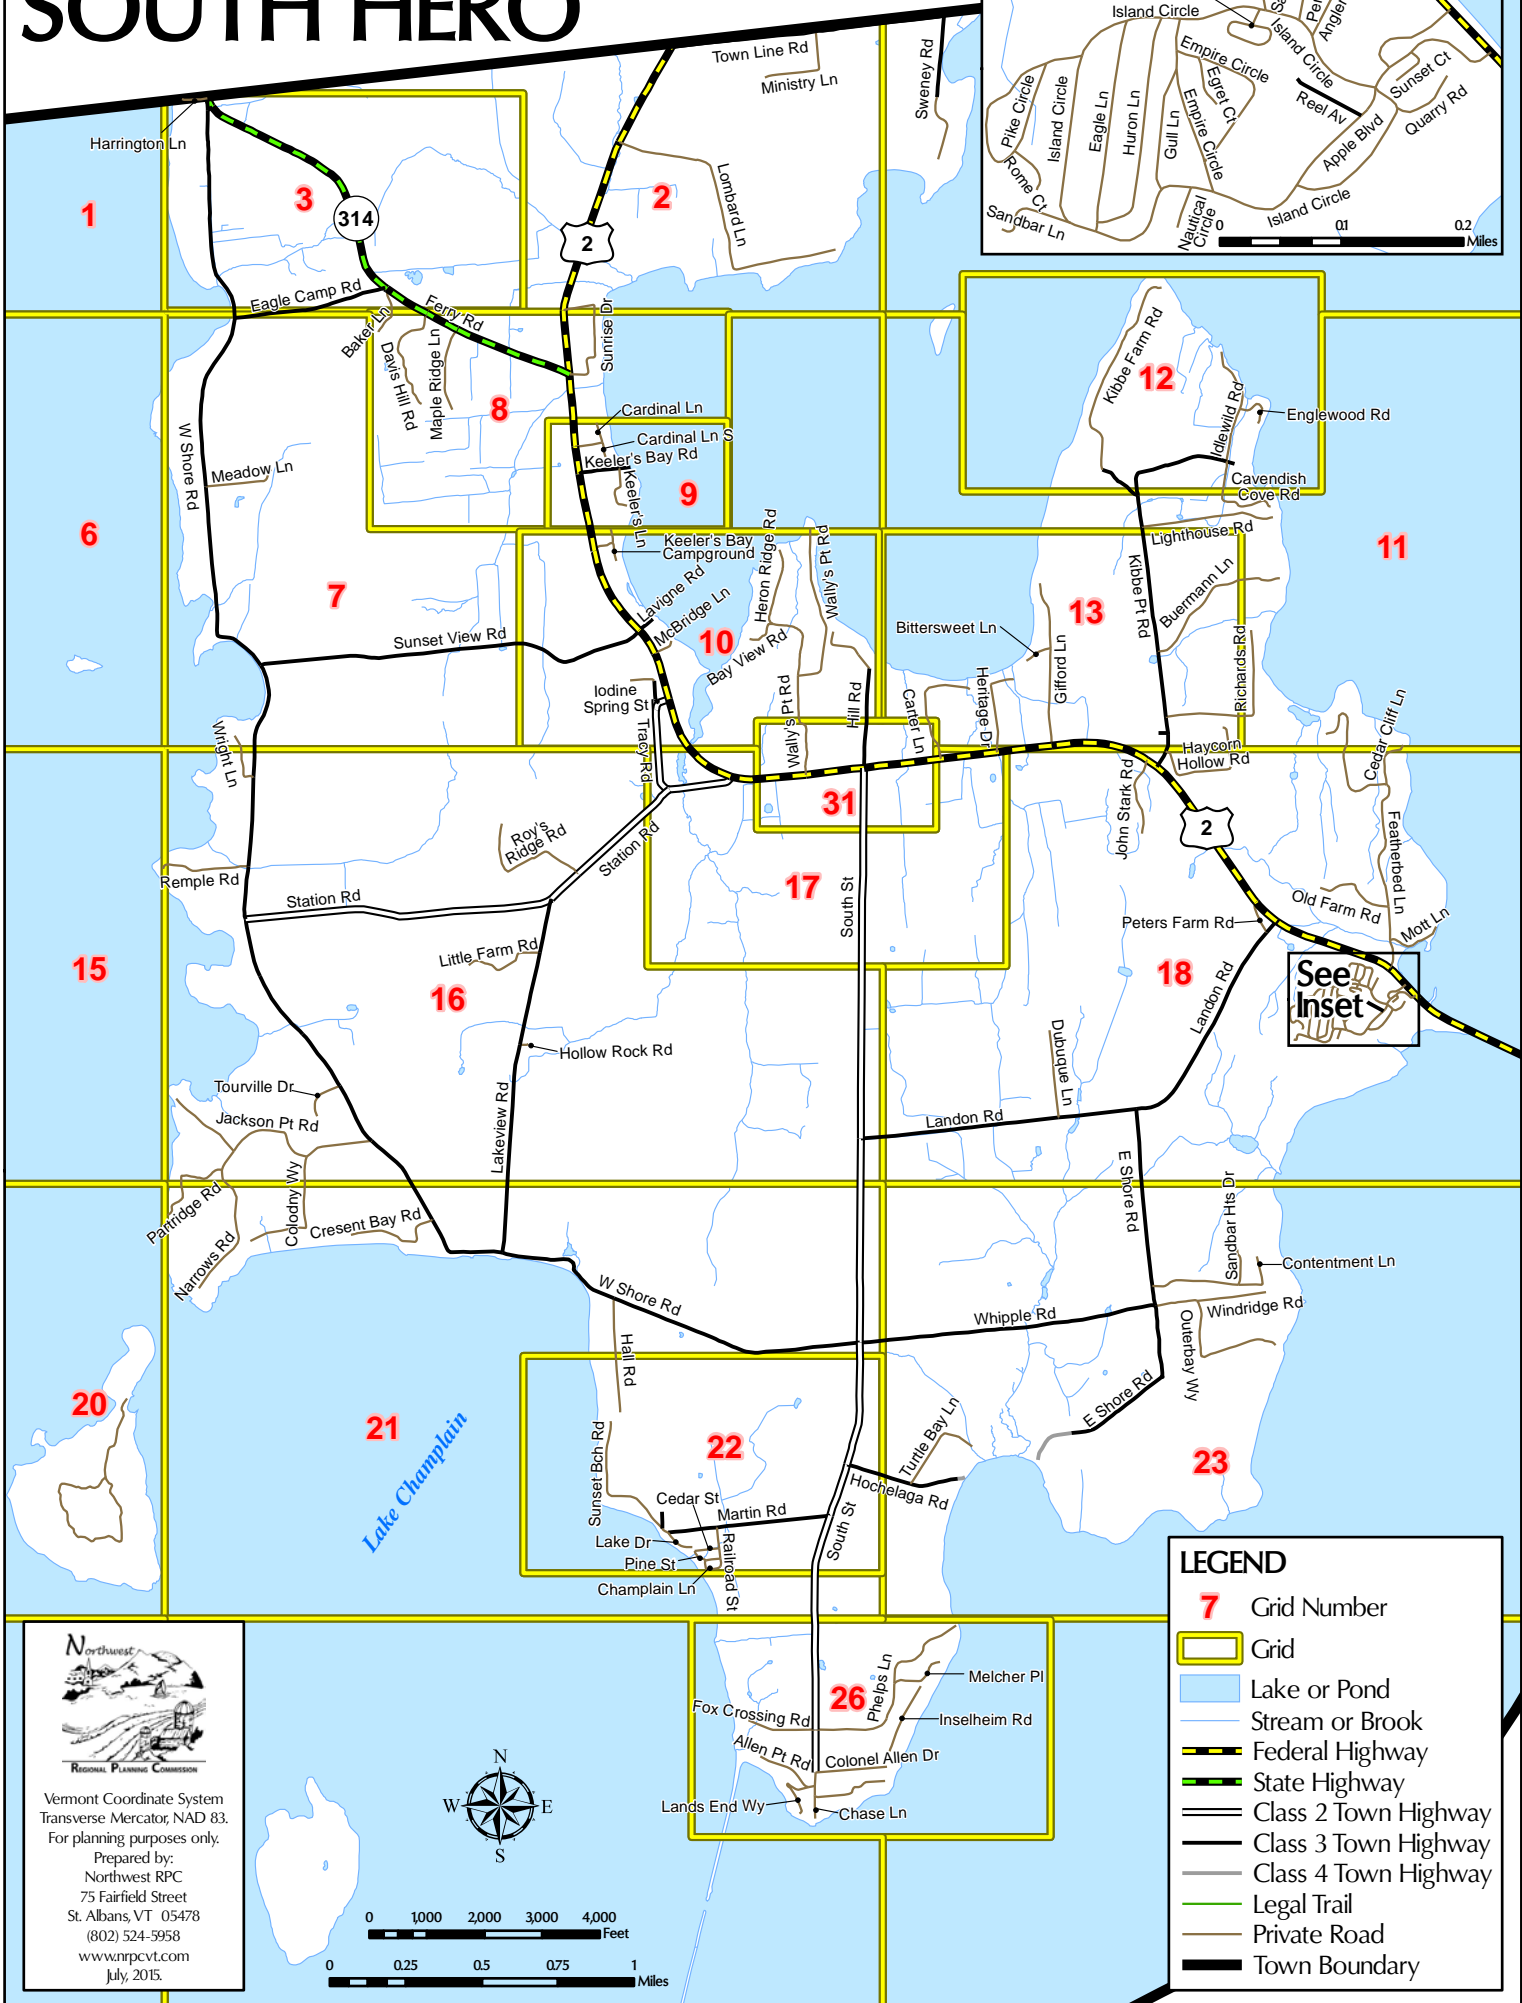 SOUTH HERO
Town Line Rd
Ministry Ln
Sweney Rd
Harrington Ln
Lombard Ln
1
3
314
2
2
Eagle Camp Rd
Ferry Rd
Baker Ln
Davis Hill Rd
Maple Ridge Ln
Sunrise Dr
8
Cardinal Ln
Cardinal Ln S
Keeler's Bay Rd
Keeler's Ln
9
W Shore Rd
Meadow Ln
6
7
Keeler's Bay
Campground
Lavigne Rd
McBridge Ln
10
Heron Ridge Rd
Wally's Pt Rd
Bay View Rd
Wally's Pt Rd
Hill Rd
Sunset View Rd
Iodine
Spring St
Tracy Rd
Island Circle
Island Circle
Empire Circle
Egret Ct
Sunset Ct
Quarry Rd
Reel Av
Apple Blvd
Pike Circle
Island Circle
Eagle Ln
Huron Ln
Gull Ln
Empire Circle
Rome Ct
Sandbar Ln
Nautical
Circle
Island Circle
0
0.1
0.2
Miles
Kibbe Farm Rd
12
Idlewild Rd
Englewood Rd
Cavendish
Cove Rd
Lighthouse Rd
11
Kibbe Pt Rd
Buermann Ln
13
Bittersweet Ln
Gifford Ln
Richards Rd
Heritage Dr
Carter Ln
Haycorn
Hollow Rd
Cedar Cliff Ln
John Stark Rd
2
Featherbed Ln
Old Farm Rd
Mott Ln
Peters Farm Rd
See
Inset
18
Landon Rd
Wright Ln
31
17
South St
Roy's
Ridge Rd
Station Rd
Remple Rd
Station Rd
15
Little Farm Rd
16
Hollow Rock Rd
Lakeview Rd
Tourville Dr
Jackson Pt Rd
Colodny Wy
Partridge Rd
Narrows Rd
Cresent Bay Rd
Dubuque Ln
Landon Rd
E Shore Rd
Sandbar Hts Dr
Contentment Ln
Windridge Rd
Outerbay Wy
Whipple Rd
E Shore Rd
W Shore Rd
Hall Rd
20
21
Lake Champlain
22
23
Turtle Bay Ln
Hochelaga Rd
Sunset Bch Rd
Cedar St
Martin Rd
South St
Lake Dr
Pine St
Champlain Ln
Railroad St
26
Phelps Ln
Melcher Pl
Fox Crossing Rd
Inselheim Rd
Allen Pt Rd
Colonel Allen Dr
Lands End Wy
Chase Ln
Northwest
REGIONAL PLANNING COMMISSION
Vermont Coordinate System
Transverse Mercator, NAD 83.
For planning purposes only.
Prepared by:
Northwest RPC
75 Fairfield Street
St. Albans, VT 05478
(802) 524-5958
www.nrpcvt.com
July, 2015.
N
W
E
S
0
1,000
2,000
3,000
4,000
Feet
0
0.25
0.5
0.75
1
Miles
LEGEND
7
Grid Number
Grid
Lake or Pond
Stream or Brook
Federal Highway
State Highway
Class 2 Town Highway
Class 3 Town Highway
Class 4 Town Highway
Legal Trail
Private Road
Town Boundary